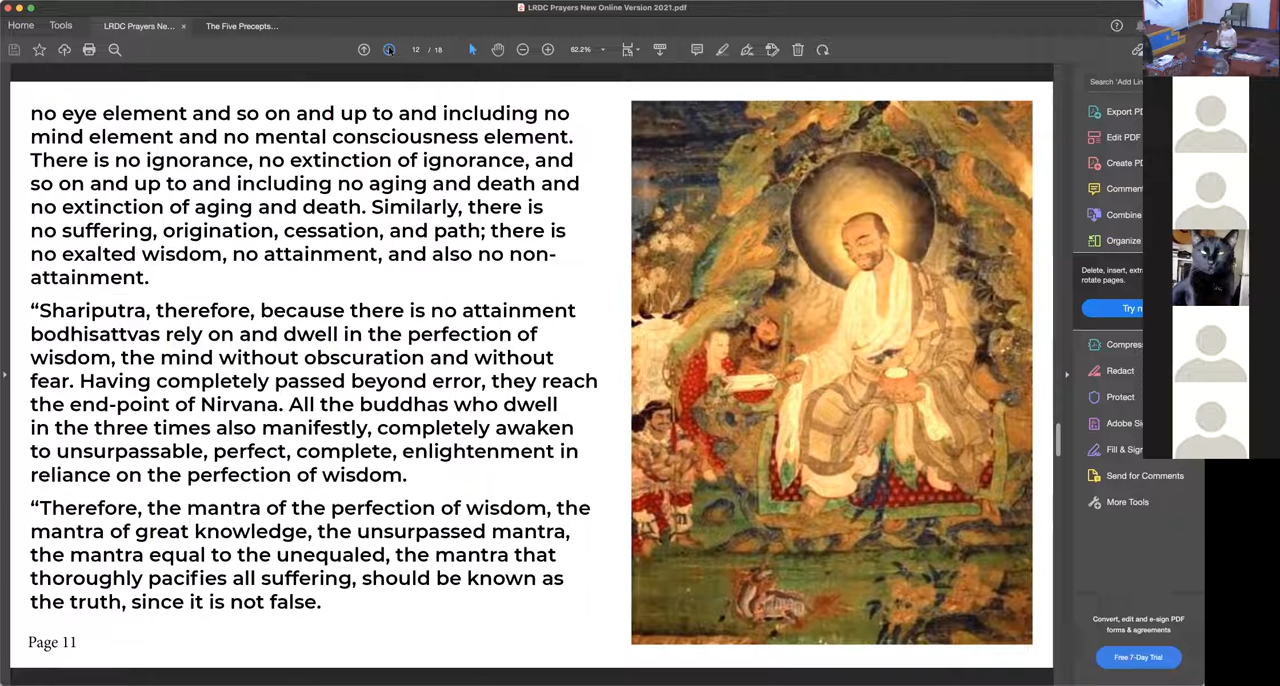 LRDC Prayers New Online Version 2021.pdf
Home
Tools
LRDC Prayers Ne...
The Five Precepts...
12 / 18
62.2%
no eye element and so on and up to and including no
mind element and no mental consciousness element.
There is no ignorance, no extinction of ignorance, and
so on and up to and including no aging and death and
no extinction of aging and death. Similarly, there is
no suffering, origination, cessation, and path; there is
no exalted wisdom, no attainment, and also no non-
attainment.
“Shariputra, therefore, because there is no attainment
bodhisattvas rely on and dwell in the perfection of
wisdom, the mind without obscuration and without
fear. Having completely passed beyond error, they reach
the end-point of Nirvana. All the buddhas who dwell
in the three times also manifestly, completely awaken
to unsurpassable, perfect, complete, enlightenment in
reliance on the perfection of wisdom.
“Therefore, the mantra of the perfection of wisdom, the
mantra of great knowledge, the unsurpassed mantra,
the mantra equal to the unequaled, the mantra that
thoroughly pacifies all suffering, should be known as
the truth, since it is not false.
Page 11
Search 'Add Lin
Export P
Edit PDF
Create PD
Commen
Combine
Organize
Delete, insert, extra
rotate pages.
Try n
Compres
Redact
Protect
Adobe Si
Fill & Sig
Send for Comments
More Tools
Convert, edit and e-sign PDF
forms & agreements
Free 7-Day Trial